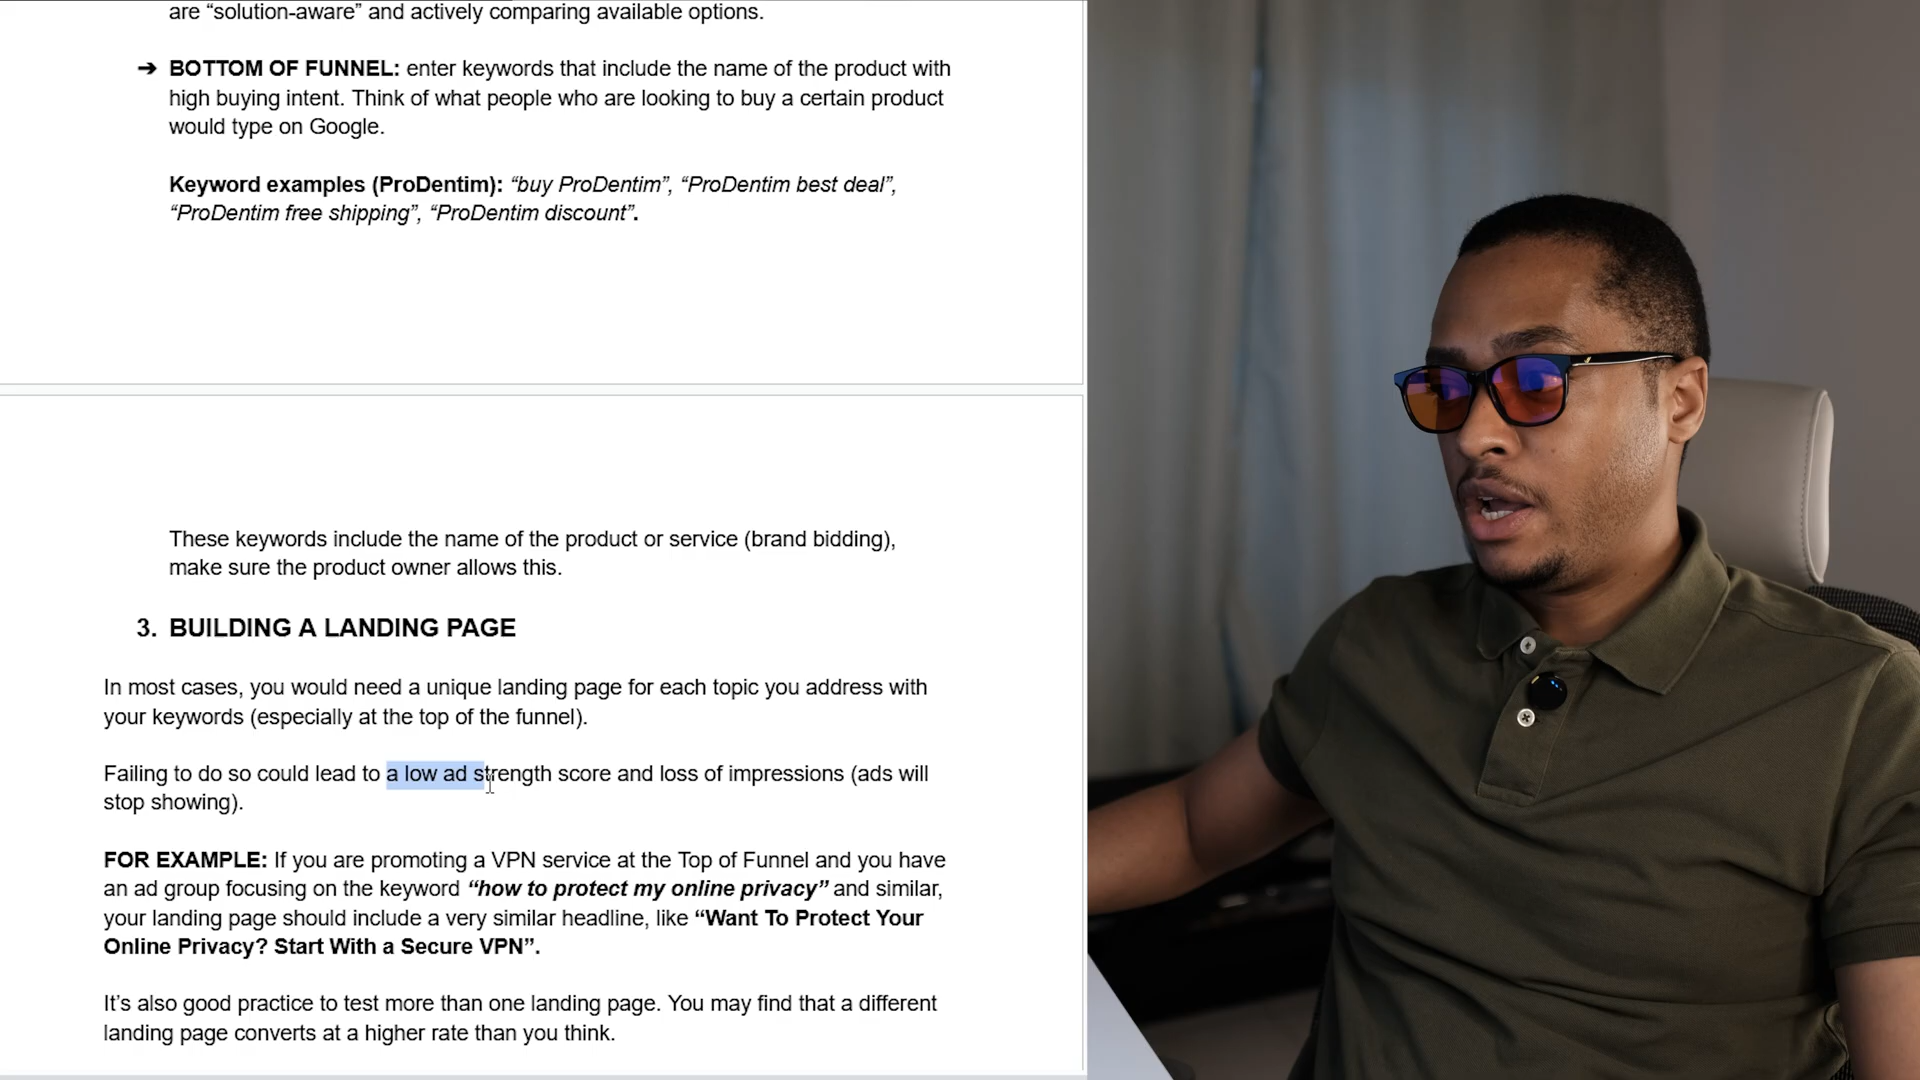 are “solution-aware” and actively comparing available options.
➔ BOTTOM OF FUNNEL: enter keywords that include the name of the product with
high buying intent. Think of what people who are looking to buy a certain product
would type on Google.
Keyword examples (ProDentim): “buy ProDentim”, “ProDentim best deal”,
“ProDentim free shipping”, “ProDentim discount”.
These keywords include the name of the product or service (brand bidding),
make sure the product owner allows this.
3. BUILDING A LANDING PAGE
In most cases, you would need a unique landing page for each topic you address with
your keywords (especially at the top of the funnel).
Failing to do so could lead to a low ad strength score and loss of impressions (ads will
stop showing).
FOR EXAMPLE: If you are promoting a VPN service at the Top of Funnel and you have
an ad group focusing on the keyword “how to protect my online privacy” and similar,
your landing page should include a very similar headline, like “Want To Protect Your
Online Privacy? Start With a Secure VPN”.
It’s also good practice to test more than one landing page. You may find that a different
landing page converts at a higher rate than you think.